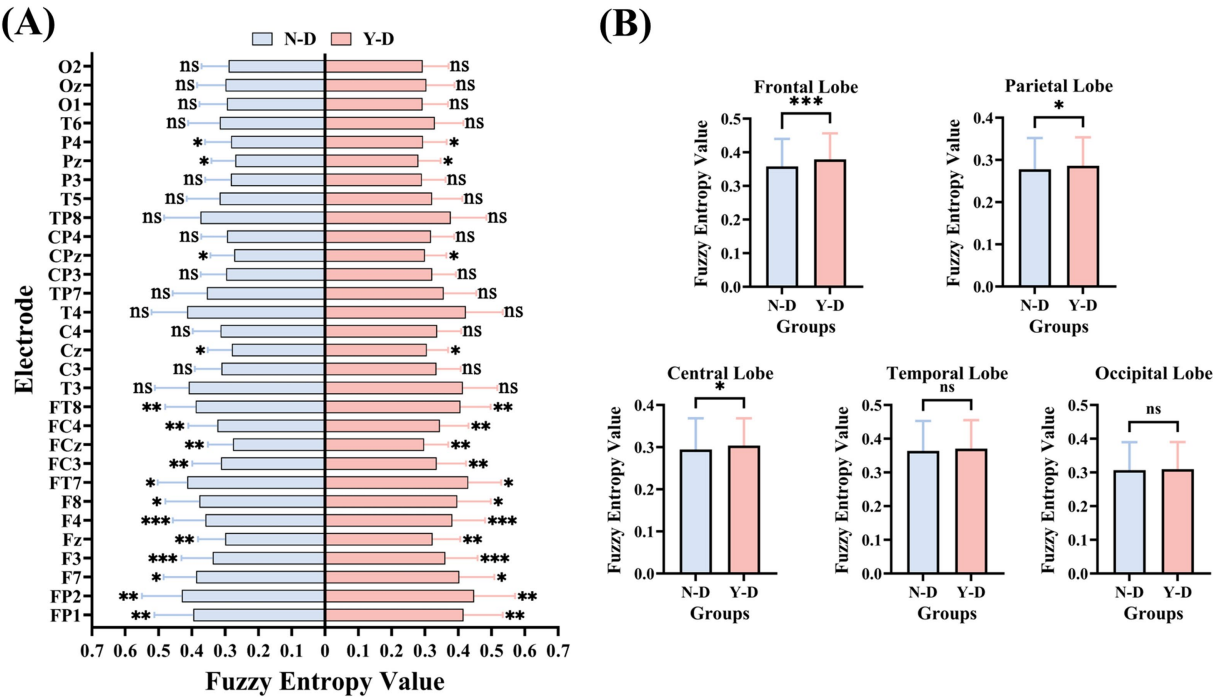 (A)
N-D Y-D
Electrode
O2 ns ns
Oz ns ns
O1 ns ns
T6 ns ns
P4 * *
Pz * *
P3 ns ns
T5 ns ns
TP8 ns ns
CP4 ns ns
CPz * *
CP3 ns ns
TP7 ns ns
T4 ns ns
C4 ns ns
Cz * *
C3 ns ns
T3 ns ns
FT8 ** **
FC4 ** **
FCz ** **
FC3 ** **
FT7 * *
F8 * *
F4 *** ***
Fz ** **
F3 *** ***
F7 * *
FP2 ** **
FP1 ** **
0.7 0.6 0.5 0.4 0.3 0.2 0.1 0 0.1 0.2 0.3 0.4 0.5 0.6 0.7
Fuzzy Entropy Value
(B)
Frontal Lobe
***
Fuzzy Entropy Value
0.5
0.4
0.3
0.2
0.1
0.0
N-D Y-D
Groups
Parietal Lobe
*
Fuzzy Entropy Value
0.4
0.3
0.2
0.1
0.0
N-D Y-D
Groups
Central Lobe
*
Fuzzy Entropy Value
0.4
0.3
0.2
0.1
0.0
N-D Y-D
Groups
Temporal Lobe
ns
Fuzzy Entropy Value
0.5
0.4
0.3
0.2
0.1
0.0
N-D Y-D
Groups
Occipital Lobe
ns
Fuzzy Entropy Value
0.5
0.4
0.3
0.2
0.1
0.0
N-D Y-D
Groups